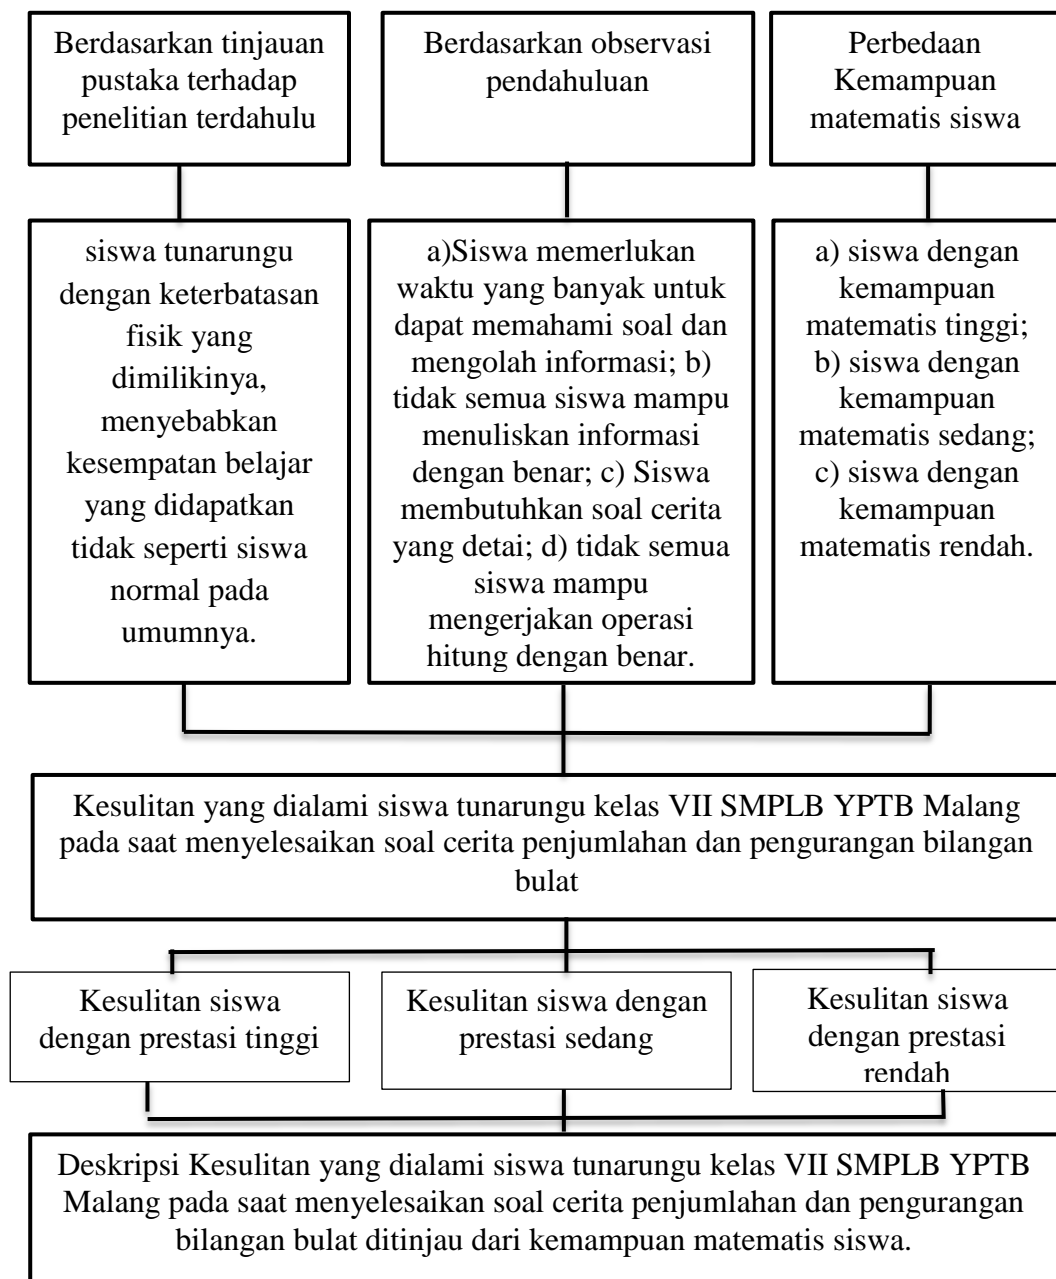 Berdasarkan tinjauan
pustaka terhadap
penelitian terdahulu
Berdasarkan observasi
pendahuluan
Perbedaan
Kemampuan
matematis siswa
siswa tunarungu
dengan keterbatasan
fisik yang
dimilikinya,
menyebabkan
kesempatan belajar
yang didapatkan
tidak seperti siswa
normal pada
umumnya.
a)Siswa memerlukan
waktu yang banyak untuk
dapat memahami soal dan
mengolah informasi; b)
tidak semua siswa mampu
menuliskan informasi
dengan benar; c) Siswa
membutuhkan soal cerita
yang detai; d) tidak semua
siswa mampu
mengerjakan operasi
hitung dengan benar.
a) siswa dengan
kemampuan
matematis tinggi;
b) siswa dengan
kemampuan
matematis sedang;
c) siswa dengan
kemampuan
matematis rendah.
Kesulitan yang dialami siswa tunarungu kelas VII SMPLB YPTB Malang
pada saat menyelesaikan soal cerita penjumlahan dan pengurangan bilangan
bulat
Kesulitan siswa
dengan prestasi tinggi
Kesulitan siswa dengan
prestasi sedang
Kesulitan siswa
dengan prestasi
rendah
Deskripsi Kesulitan yang dialami siswa tunarungu kelas VII SMPLB YPTB
Malang pada saat menyelesaikan soal cerita penjumlahan dan pengurangan
bilangan bulat ditinjau dari kemampuan matematis siswa.